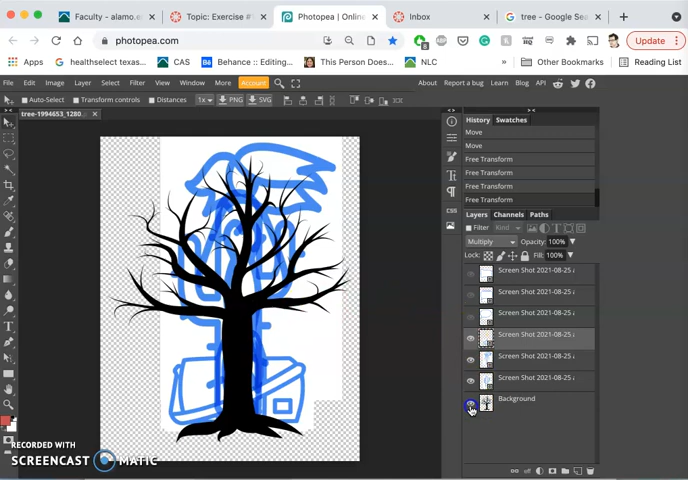 Faculty - alamo.e
Topic: Exercise #
Photopea | Online
Inbox
tree - Google Sea
photopea.com
Update
Apps
healthselect texas...
CAS
Behance :: Editing...
This Person Does...
NLC
Other Bookmarks
Reading List
File Edit Image Layer Select Filter View Window More Account
About Report a bug Learn Blog API
Auto-Select Transform controls Distances 1x PNG SVG
tree-1994653_1280.
History Swatches
Move
Move
Free Transform
Free Transform
Free Transform
Free Transform
Layers Channels Paths
Filter Kind
Multiply Opacity: 100%
Lock: Fill: 100%
Screen Shot 2021-08-25
Screen Shot 2021-08-25
Screen Shot 2021-08-25
Screen Shot 2021-08-25
Screen Shot 2021-08-25
Screen Shot 2021-08-25
Background
CSS
RECORDED WITH
SCREENCAST MATIC